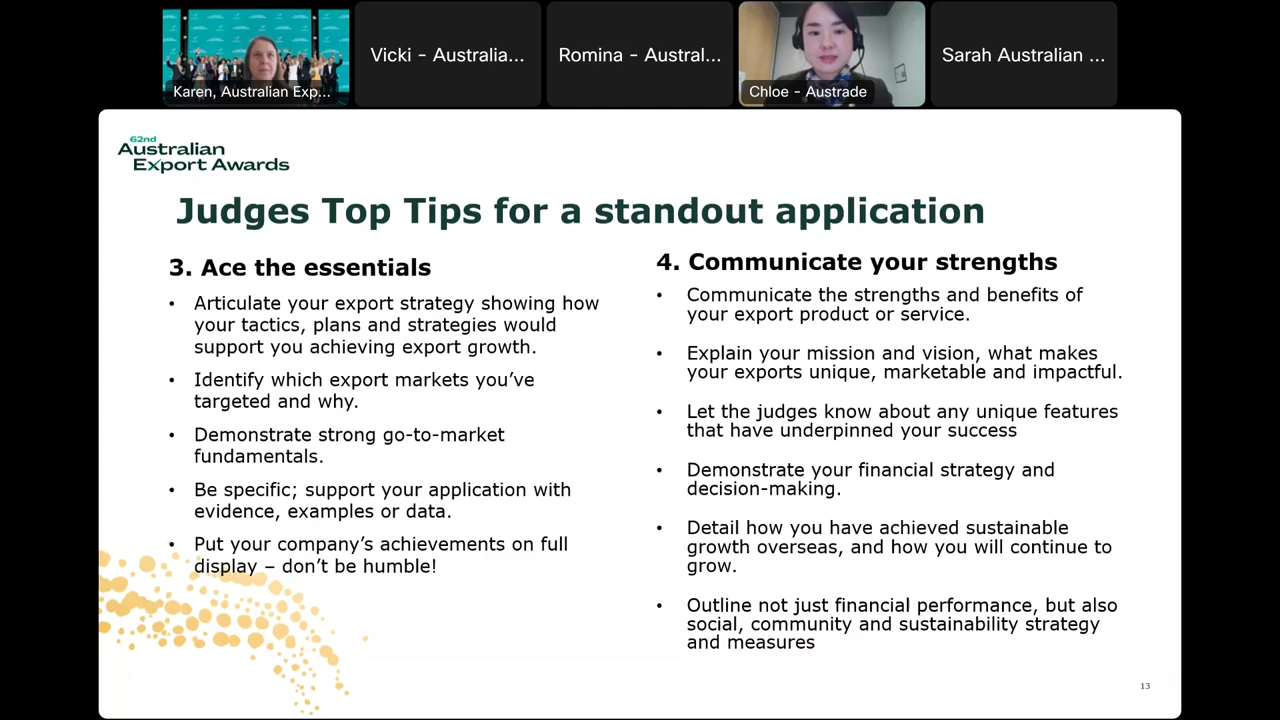 Karen, Australian Exp...
Vicki - Australia...
Romina - Austral...
Chloe - Austrade
Sarah Australian ...
62nd
Australian
Export Awards
Judges Top Tips for a standout application
3. Ace the essentials
• Articulate your export strategy showing how
your tactics, plans and strategies would
support you achieving export growth.
• Identify which export markets you’ve
targeted and why.
• Demonstrate strong go-to-market
fundamentals.
• Be specific; support your application with
evidence, examples or data.
• Put your company’s achievements on full
display – don’t be humble!
4. Communicate your strengths
• Communicate the strengths and benefits of
your export product or service.
• Explain your mission and vision, what makes
your exports unique, marketable and impactful.
• Let the judges know about any unique features
that have underpinned your success
• Demonstrate your financial strategy and
decision-making.
• Detail how you have achieved sustainable
growth overseas, and how you will continue to
grow.
• Outline not just financial performance, but also
social, community and sustainability strategy
and measures
13